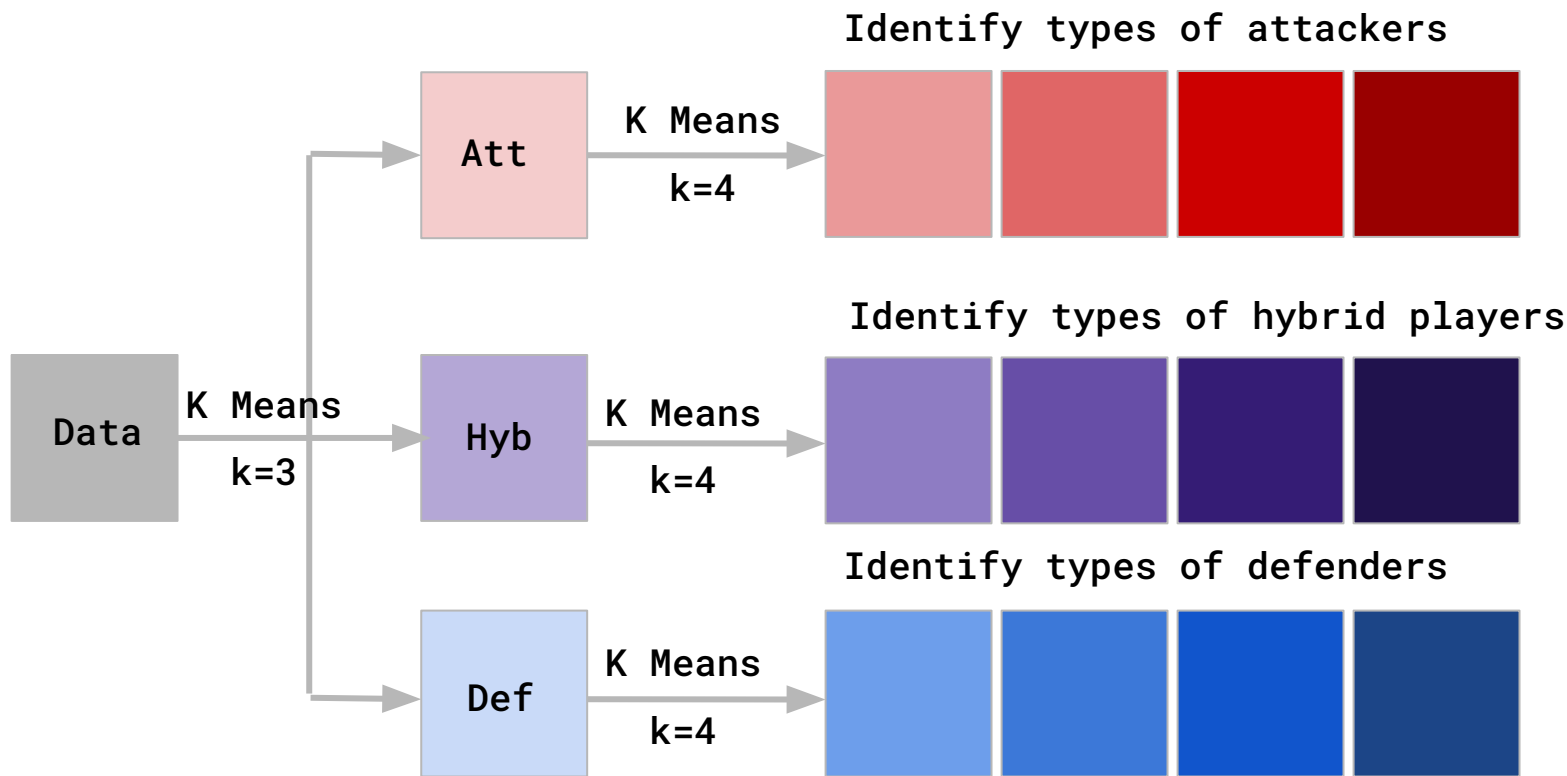 Identify types of attackers
Att
K Means
k=4
Identify types of hybrid players
Data
K Means
k=3
Hyb
K Means
k=4
Identify types of defenders
Def
K Means
k=4